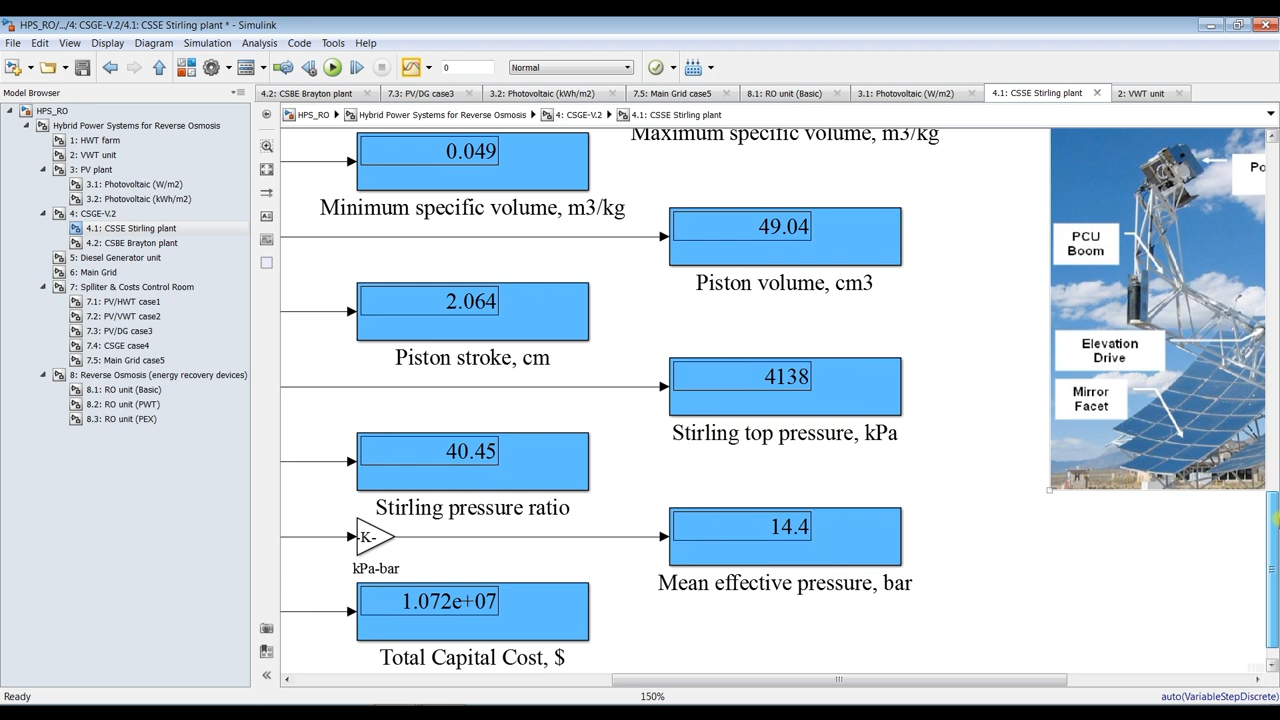 HPS_RO/.../4: CSGE-V.2/4.1: CSSE Stirling plant * - Simulink
File Edit View Display Diagram Simulation Analysis Code Tools Help
0
Normal
Model Browser
4.2: CSBE Brayton plant
7.3: PV/DG case3
3.2: Photovoltaic (kWh/m2)
7.5: Main Grid case5
8.1: RO unit (Basic)
3.1: Photovoltaic (W/m2)
4.1: CSSE Stirling plant
2: VWT unit
HPS_RO
Hybrid Power Systems for Reverse Osmosis
4: CSGE-V.2
4.1: CSSE Stirling plant
HPS_RO
Hybrid Power Systems for Reverse Osmosis
1: HWT farm
2: VWT unit
3: PV plant
3.1: Photovoltaic (W/m2)
3.2: Photovoltaic (kWh/m2)
4: CSGE-V.2
4.1: CSSE Stirling plant
4.2: CSBE Brayton plant
5: Diesel Generator unit
6: Main Grid
7: Spliiter & Costs Control Room
7.1: PV/HWT case1
7.2: PV/VWT case2
7.3: PV/DG case3
7.4: CSGE case4
7.5: Main Grid case5
8: Reverse Osmosis (energy recovery devices)
8.1: RO unit (Basic)
8.2: RO unit (PWT)
8.3: RO unit (PEX)
Maximum specific volume, m3/kg
0.049
Minimum specific volume, m3/kg
49.04
Piston volume, cm3
2.064
Piston stroke, cm
4138
Stirling top pressure, kPa
40.45
Stirling pressure ratio
-K-
kPa-bar
14.4
Mean effective pressure, bar
1.072e+07
Total Capital Cost, $
Po
PCU
Boom
Elevation
Drive
Mirror
Facet
Ready
150%
auto(VariableStepDiscrete)